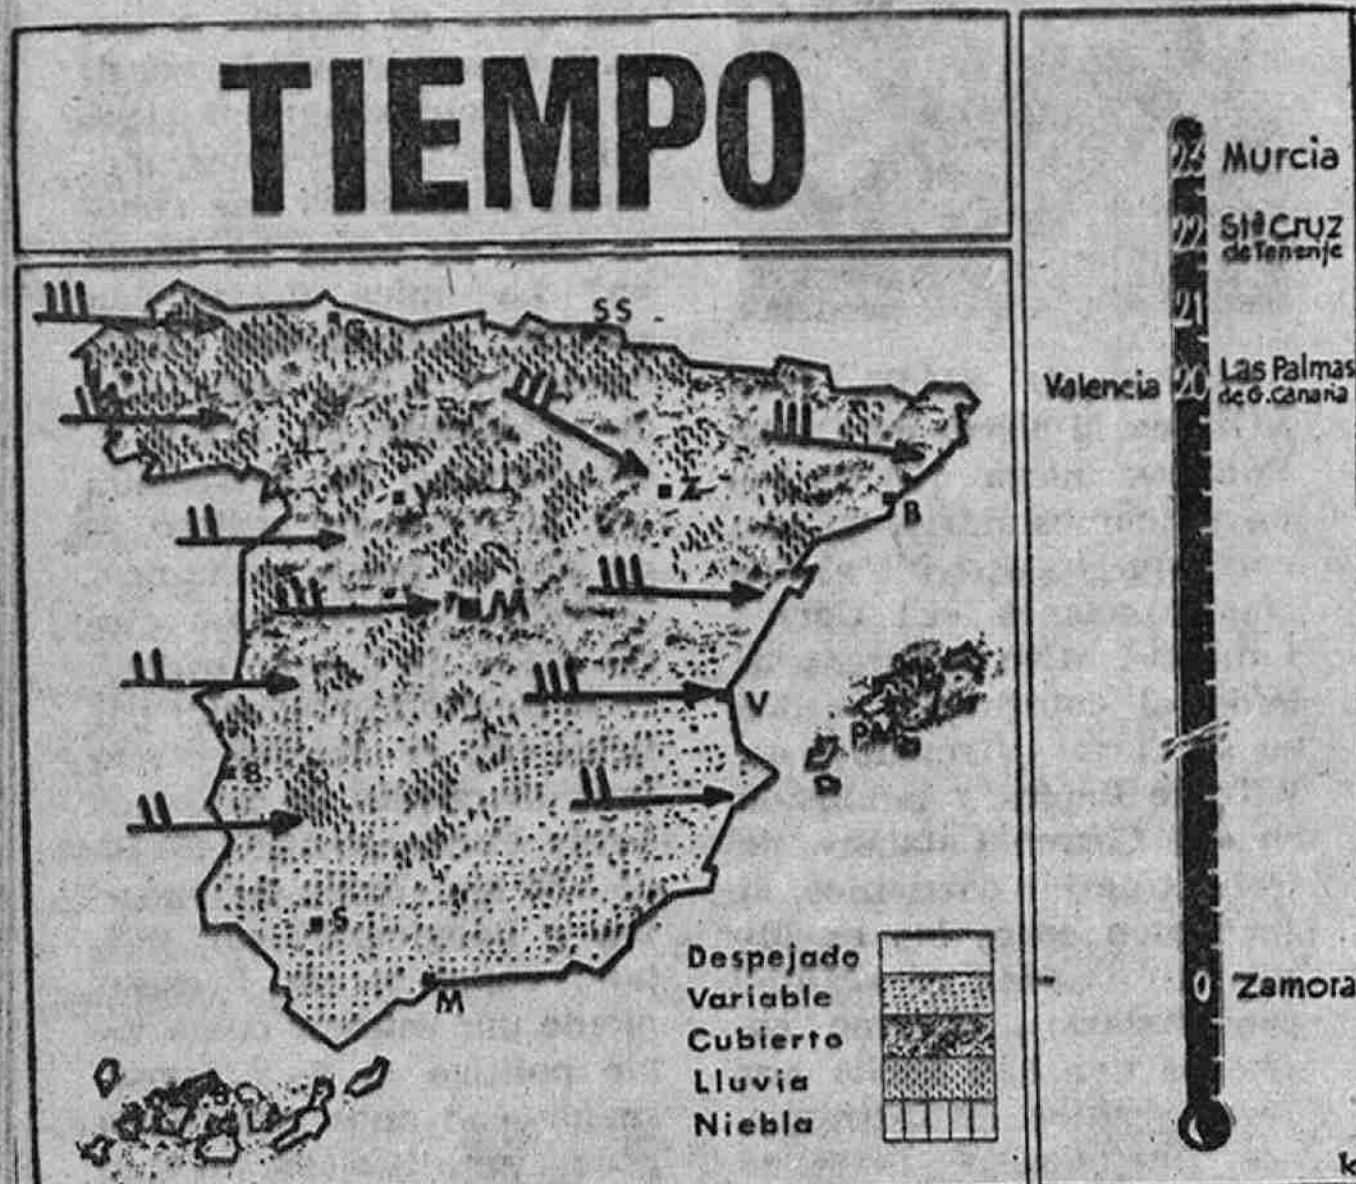 TIEMPO
SS
G
L
V
Z
B
M
V
PM
B
S
M
Despejado
Variable
Cubierto
Lluvia
Niebla
Murcia
22 Stª Cruz
de Tenerife
21
Valencia 20 Las Palmas
de G. Canaria
0 Zamora